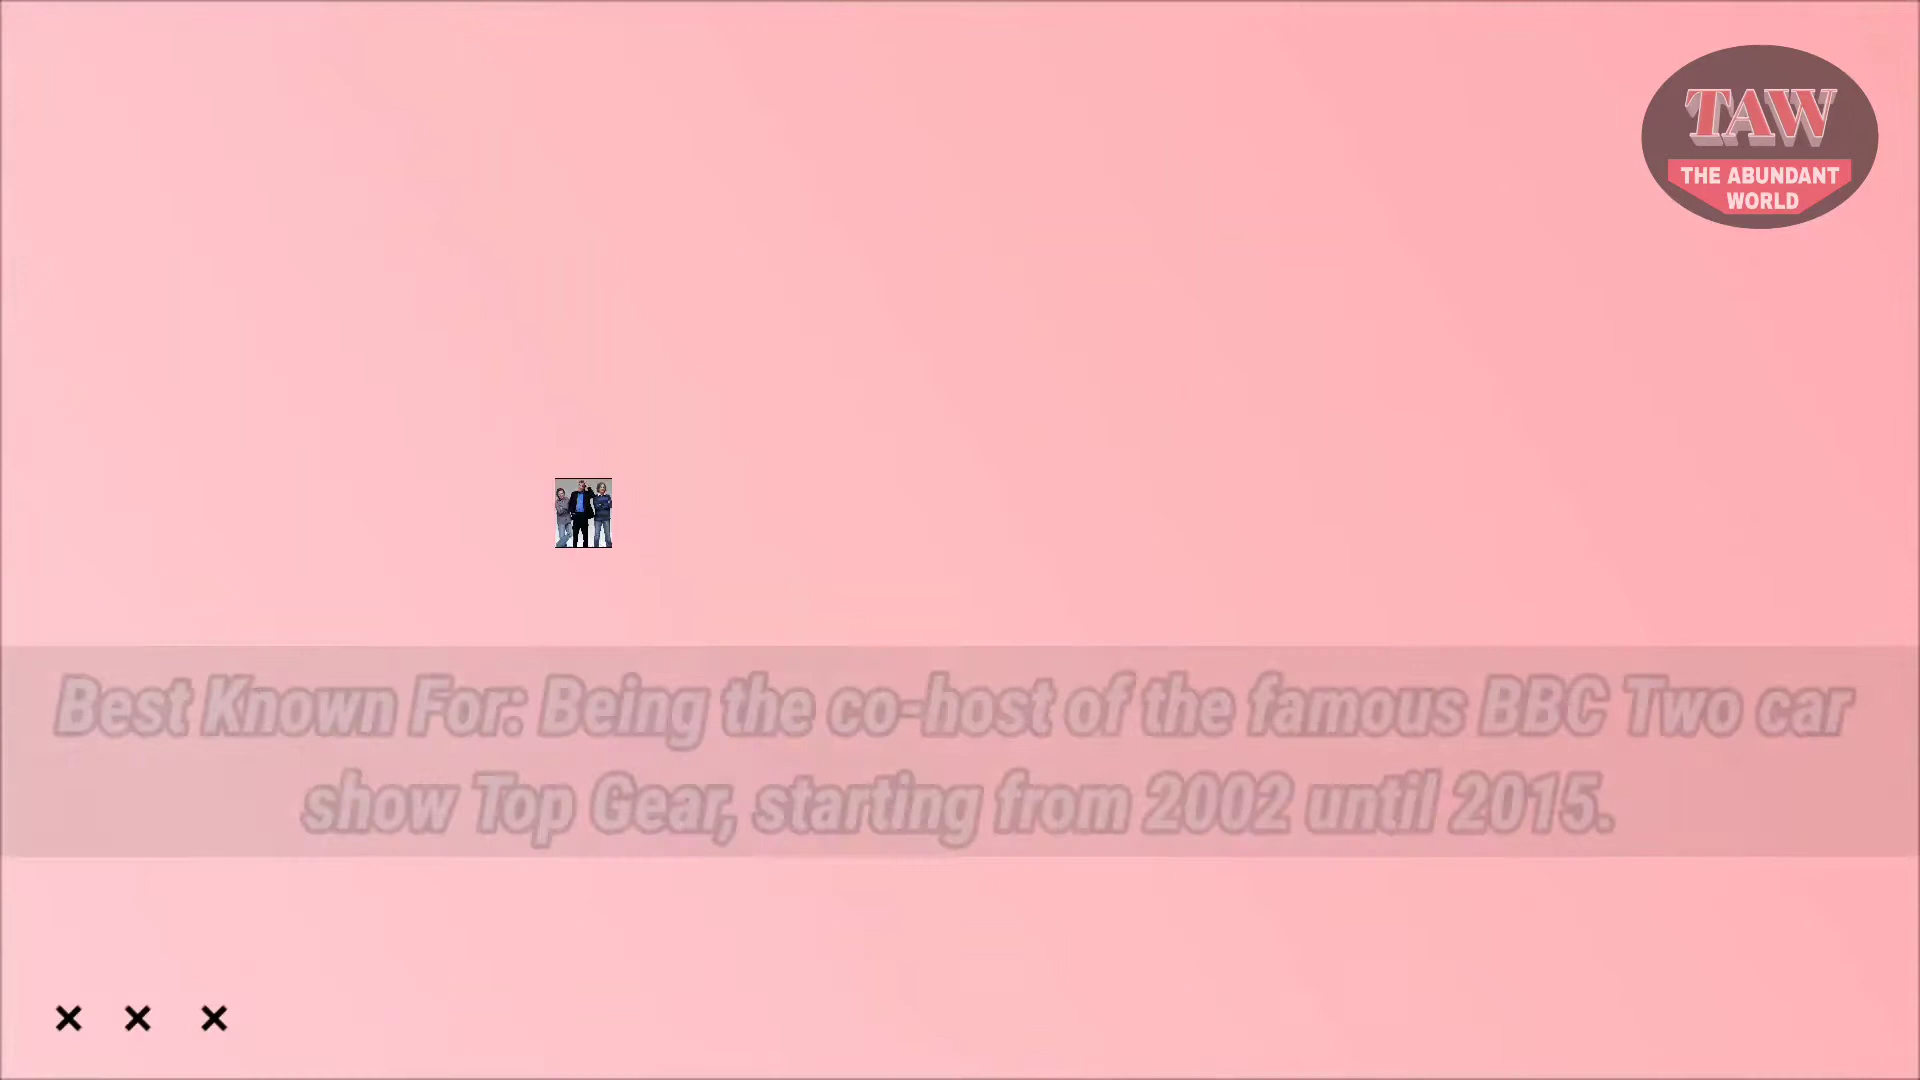 TAW
THE ABUNDANT
WORLD
Best Known For: Being the co-host of the famous BBC Two car
show Top Gear, starting from 2002 until 2015.